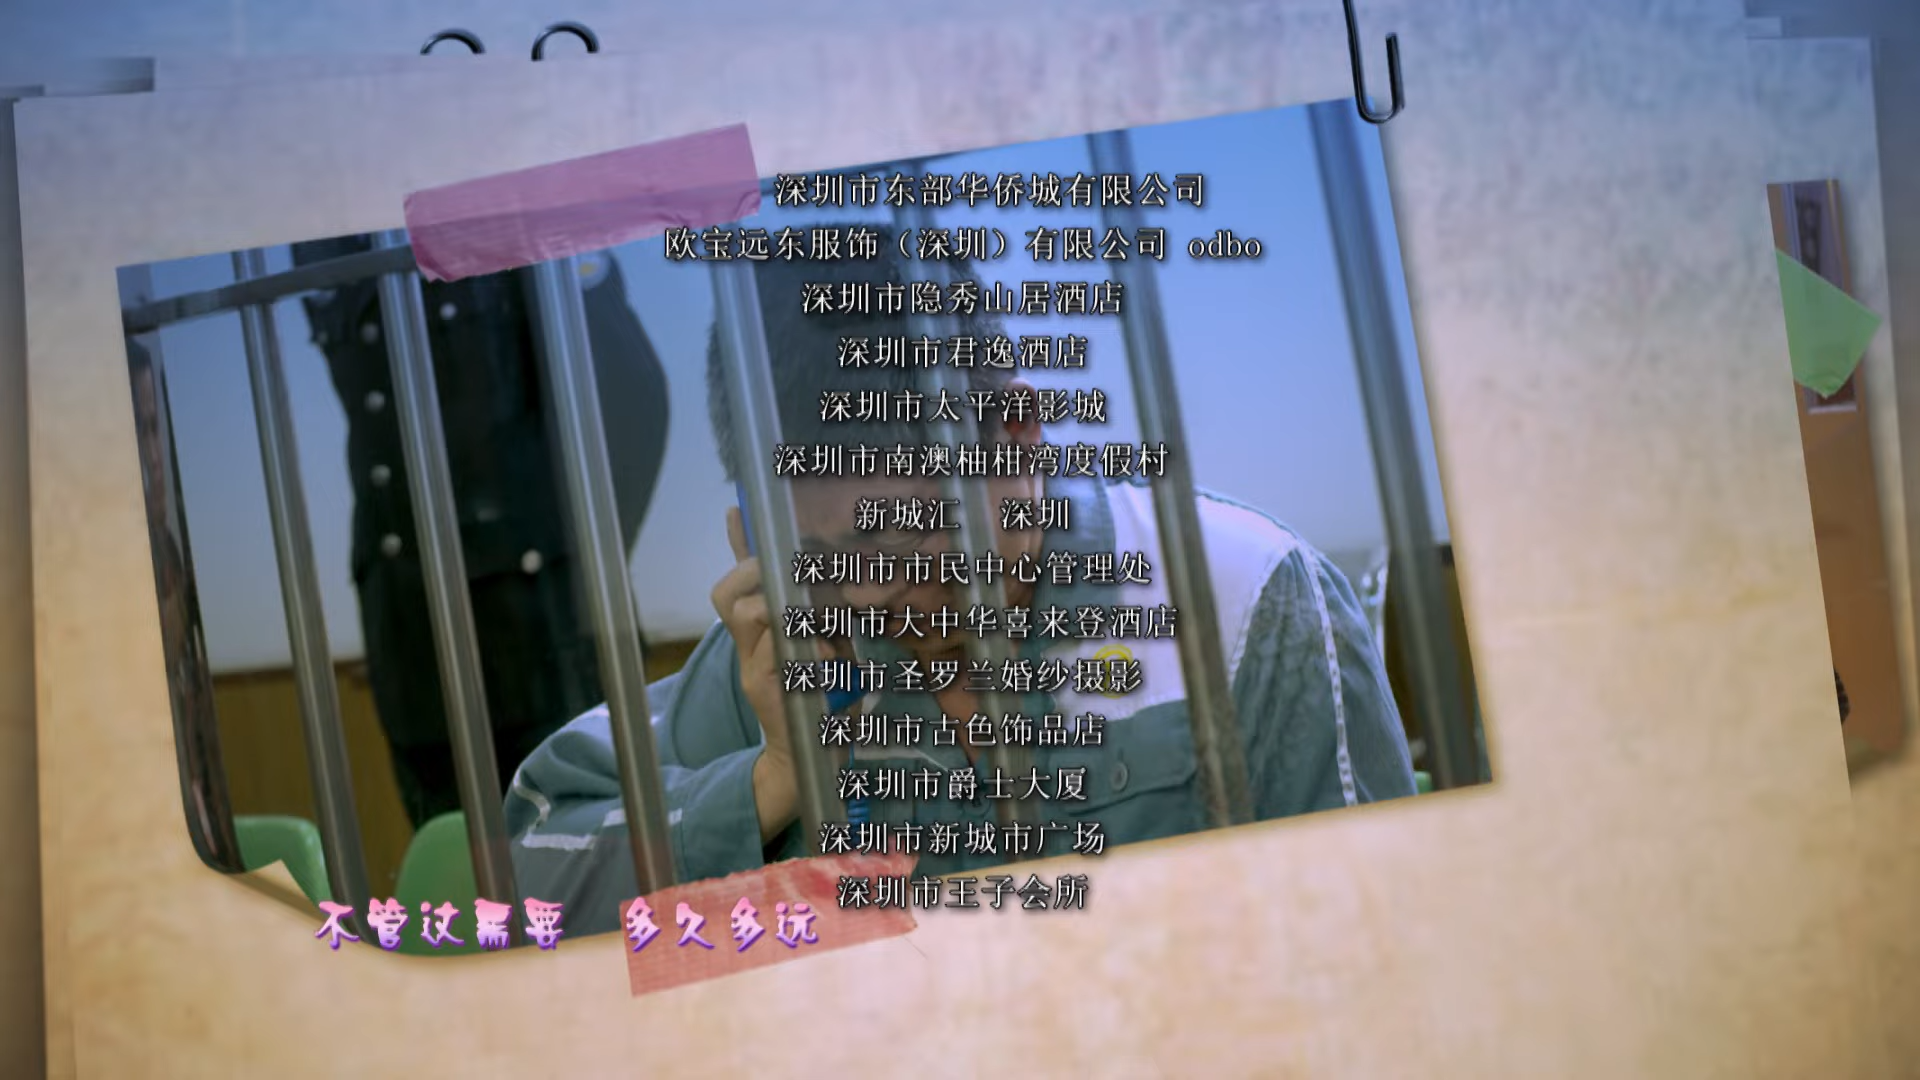 深圳市东部华侨城有限公司
欧宝远东服饰（深圳）有限公司 odbo
深圳市隐秀山居酒店
深圳市君逸酒店
深圳市太平洋影城
深圳市南澳柚柑湾度假村
新城汇 深圳
深圳市市民中心管理处
深圳市大中华喜来登酒店
深圳市圣罗兰婚纱摄影
深圳市古色饰品店
深圳市爵士大厦
深圳市新城市广场
深圳市王子会所
不管这需要 多久多远